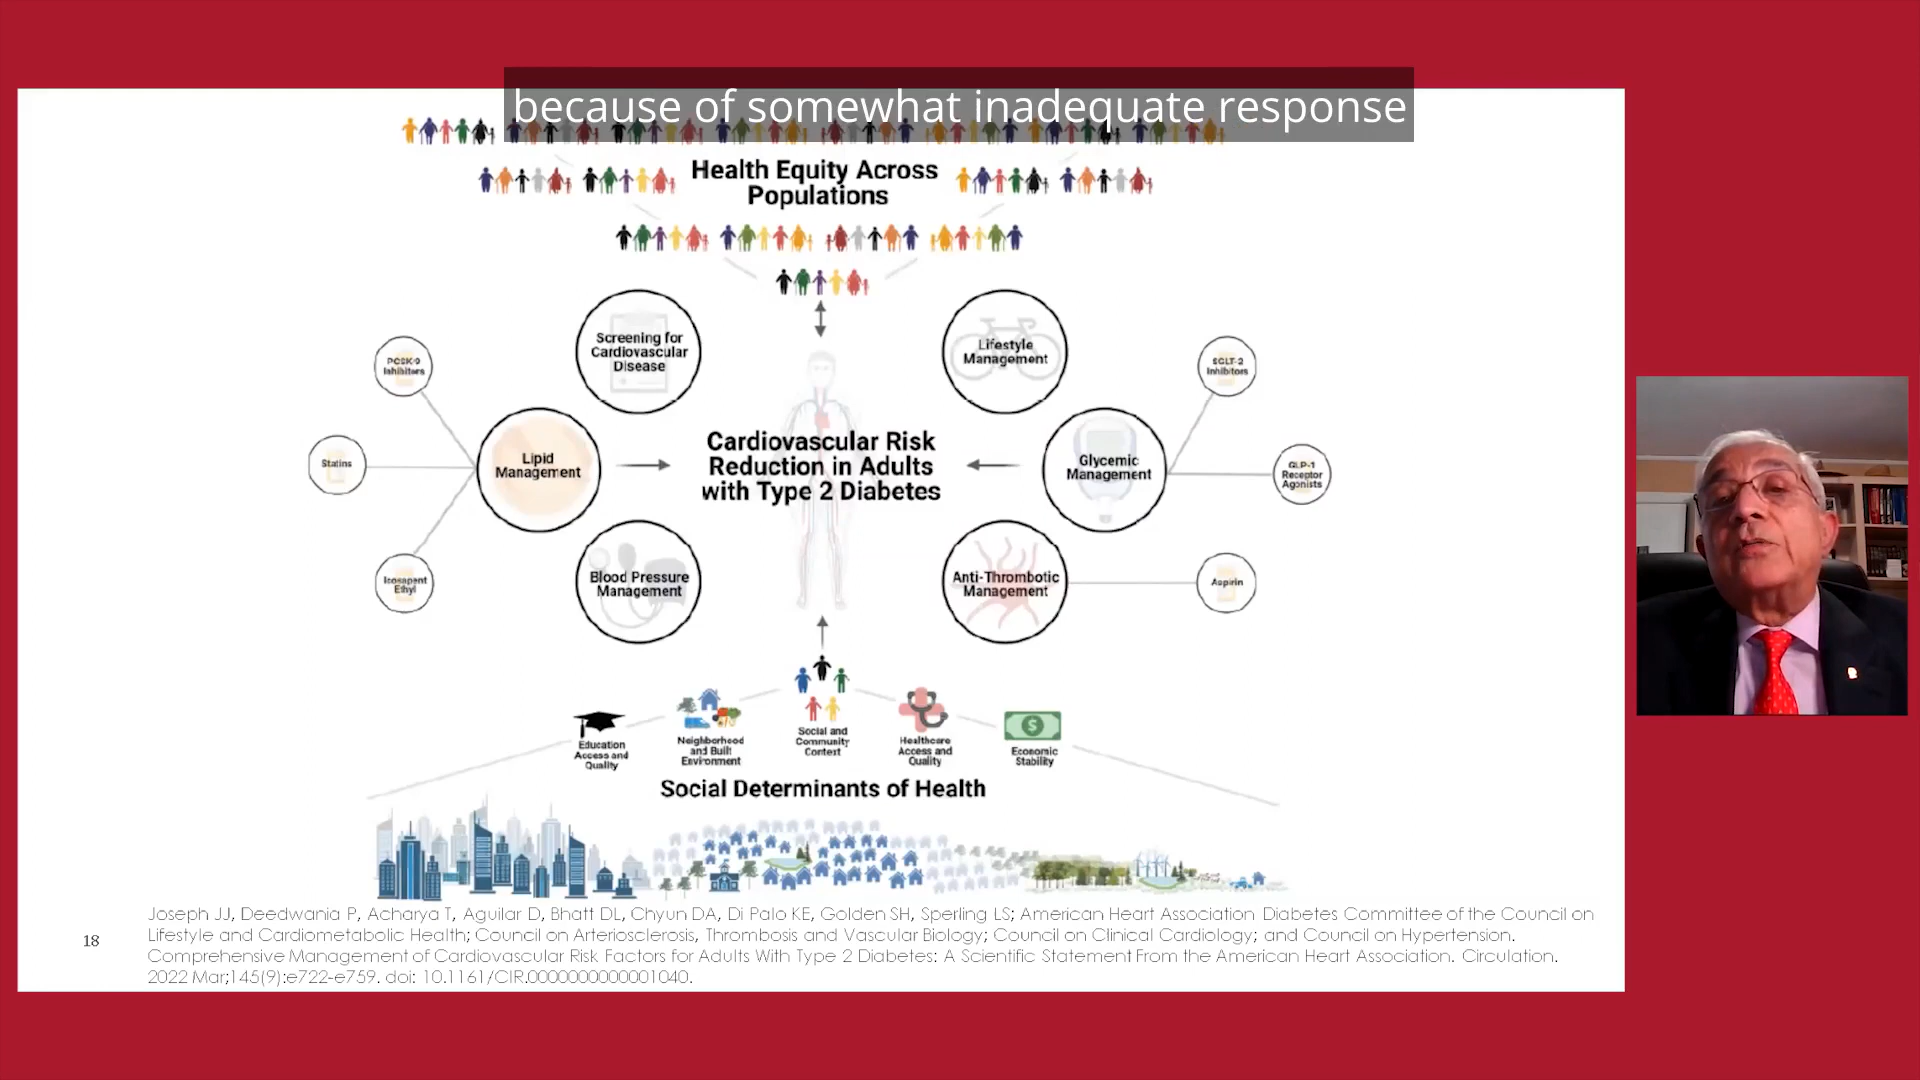 because of somewhat inadequate response
Health Equity Across
Populations
Screening for
Cardiovascular
Disease
Lifestyle
Management
PCSK-9
Inhibitors
SGLT-2
Inhibitors
Statins
Lipid
Management
Cardiovascular Risk
Reduction in Adults
with Type 2 Diabetes
Glycemic
Management
GLP-1
Receptor
Agonists
Icosapent
Ethyl
Blood Pressure
Management
Anti-Thrombotic
Management
Aspirin
Education
Access and
Quality
Neighborhood
and Built
Environment
Social and
Community
Context
Healthcare
Access and
Quality
Economic
Stability
Social Determinants of Health
Joseph JJ, Deedwania P, Acharya T, Aguilar D, Bhatt DL, Chyun DA, Di Palo KE, Golden SH, Sperling LS; American Heart Association Diabetes Committee of the Council on
Lifestyle and Cardiometabolic Health; Council on Arteriosclerosis, Thrombosis and Vascular Biology; Council on Clinical Cardiology; and Council on Hypertension.
Comprehensive Management of Cardiovascular Risk Factors for Adults With Type 2 Diabetes: A Scientific Statement From the American Heart Association. Circulation.
2022 Mar;145(9):e722-e759. doi: 10.1161/CIR.0000000000001040.
18